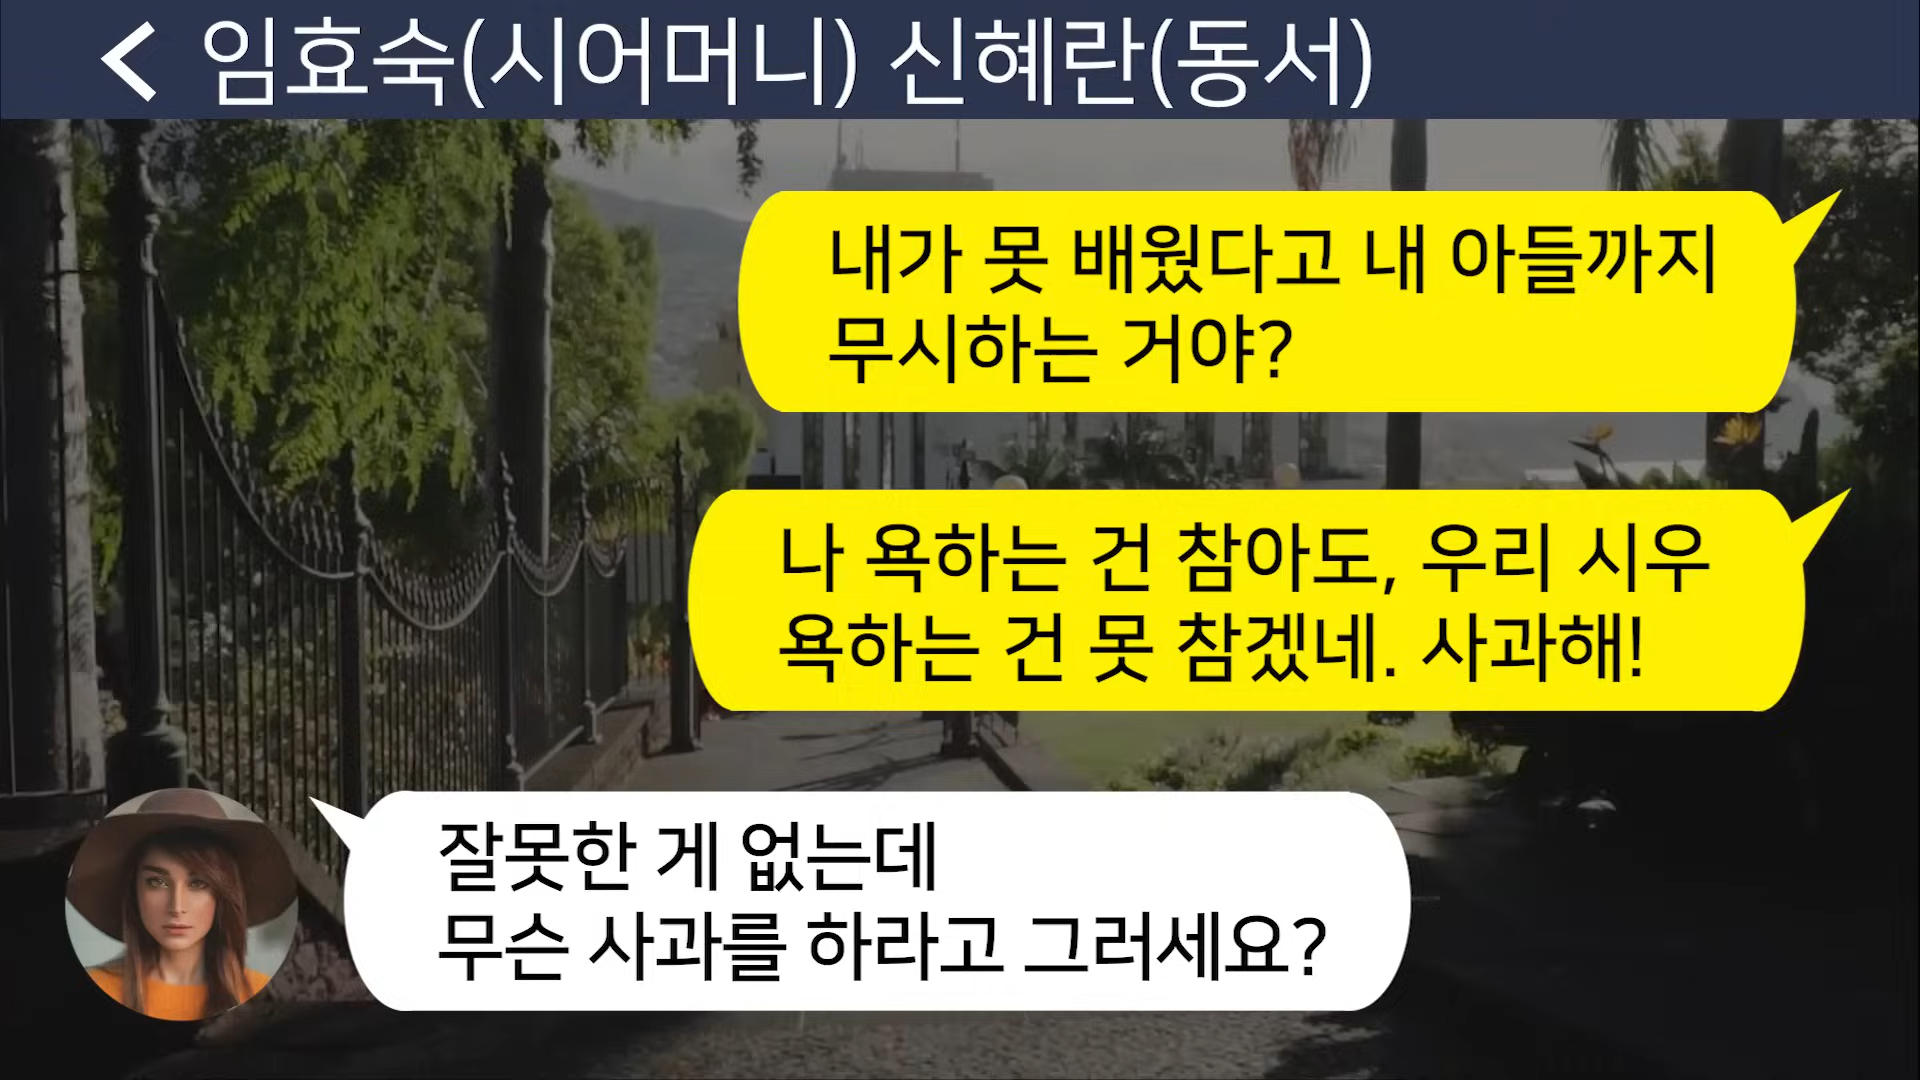 임효숙(시어머니) 신혜란(동서)
내가 못 배웠다고 내 아들까지
무시하는 거야?
나 욕하는 건 참아도, 우리 시우
욕하는 건 못 참겠네. 사과해!
잘못한 게 없는데
무슨 사과를 하라고 그러세요?